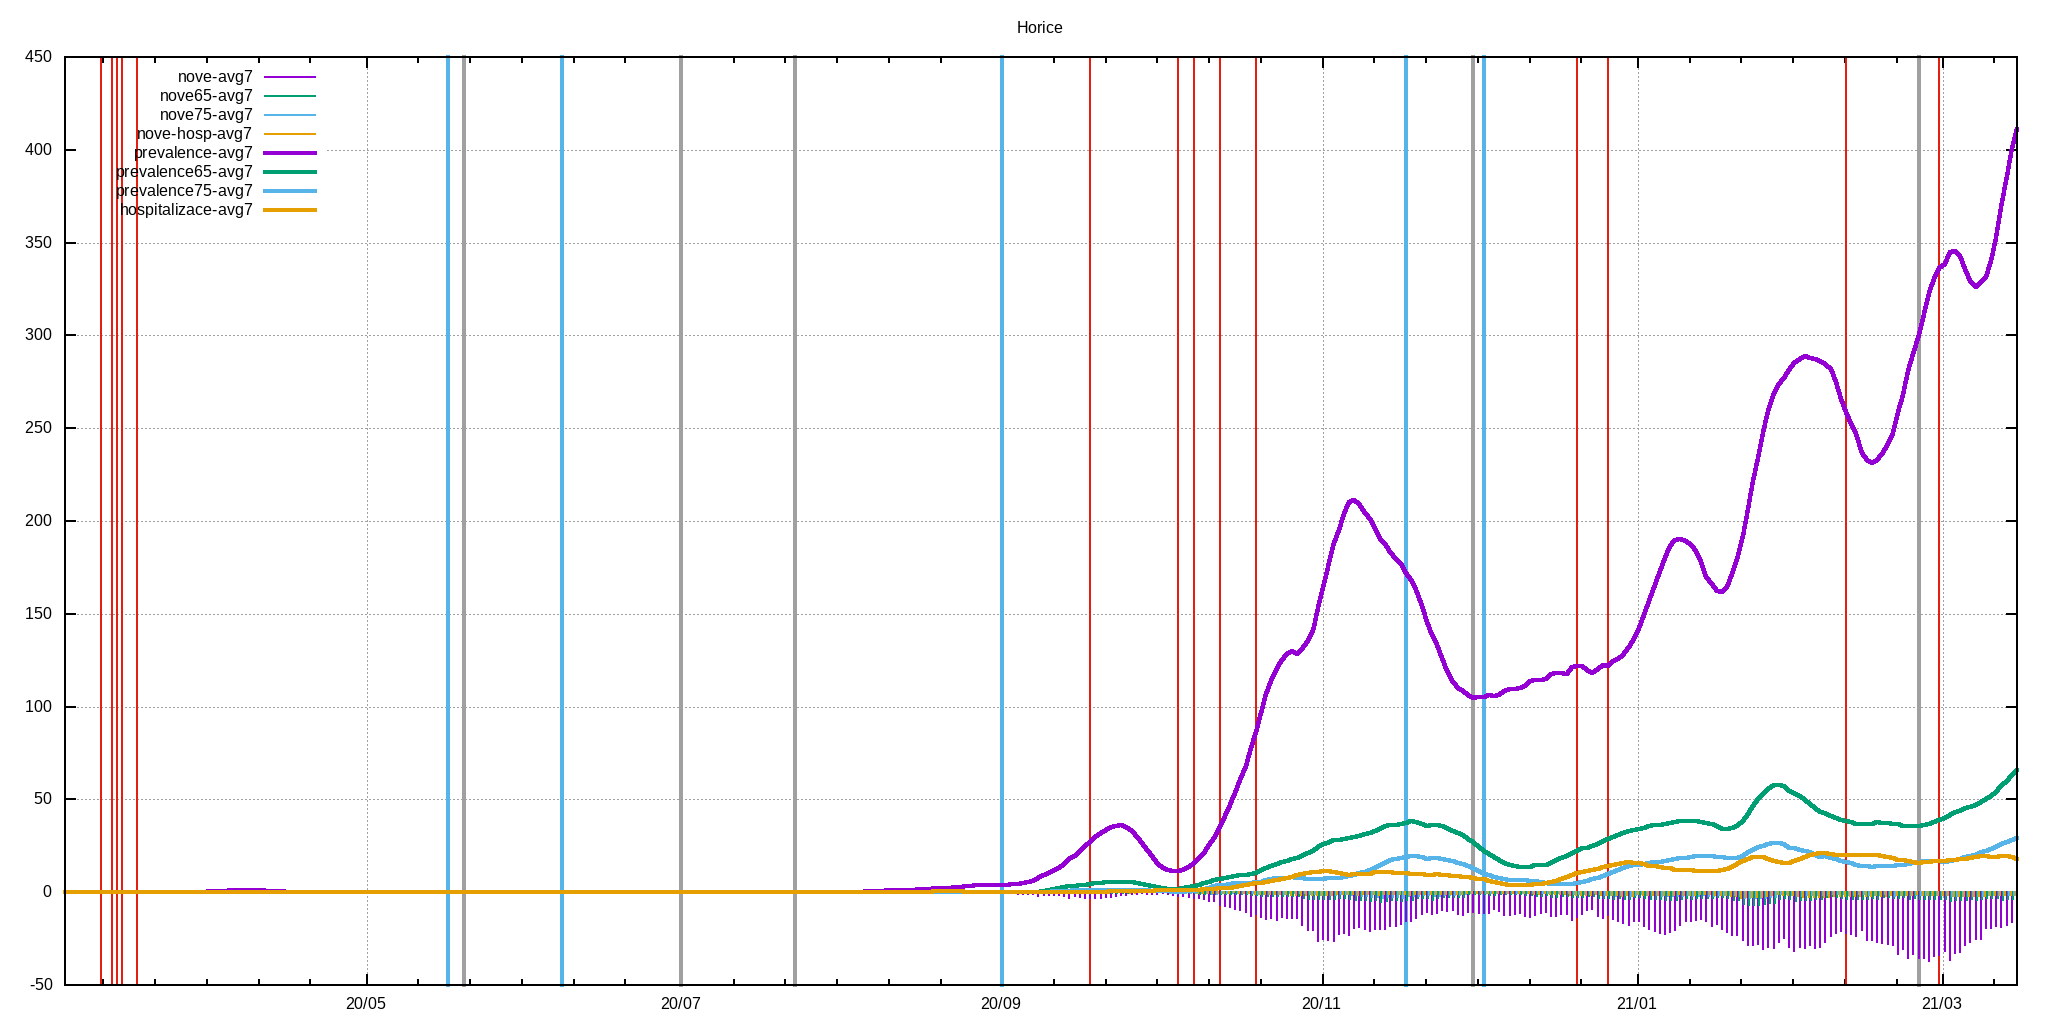 Horice
450
400
350
300
250
200
150
100
50
0
-50
nove-avg7
nove65-avg7
nove75-avg7
nove-hosp-avg7
prevalence-avg7
prevalence65-avg7
prevalence75-avg7
hospitalizace-avg7
20/05 20/07 20/09 20/11 21/01 21/03